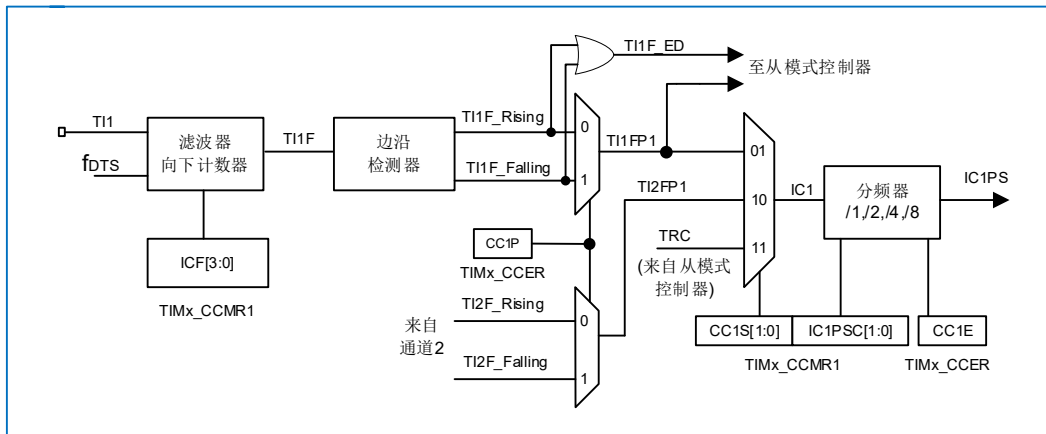 TI1F_ED
至从模式控制器
TI1
fDTS
滤波器
向下计数器
TI1F
边沿
检测器
TI1F_Rising
TI1F_Falling
0
1
TI1FP1
TI2FP1
01
10
11
IC1
分频器
/1,/2,/4,/8
IC1PS
TRC
(来自从模式
控制器)
CC1P
TIMx_CCER
ICF[3:0]
TIMx_CCMR1
来自
通道2
TI2F_Rising
TI2F_Falling
0
1
CC1S[1:0]
IC1PSC[1:0]
CC1E
TIMx_CCMR1
TIMx_CCER